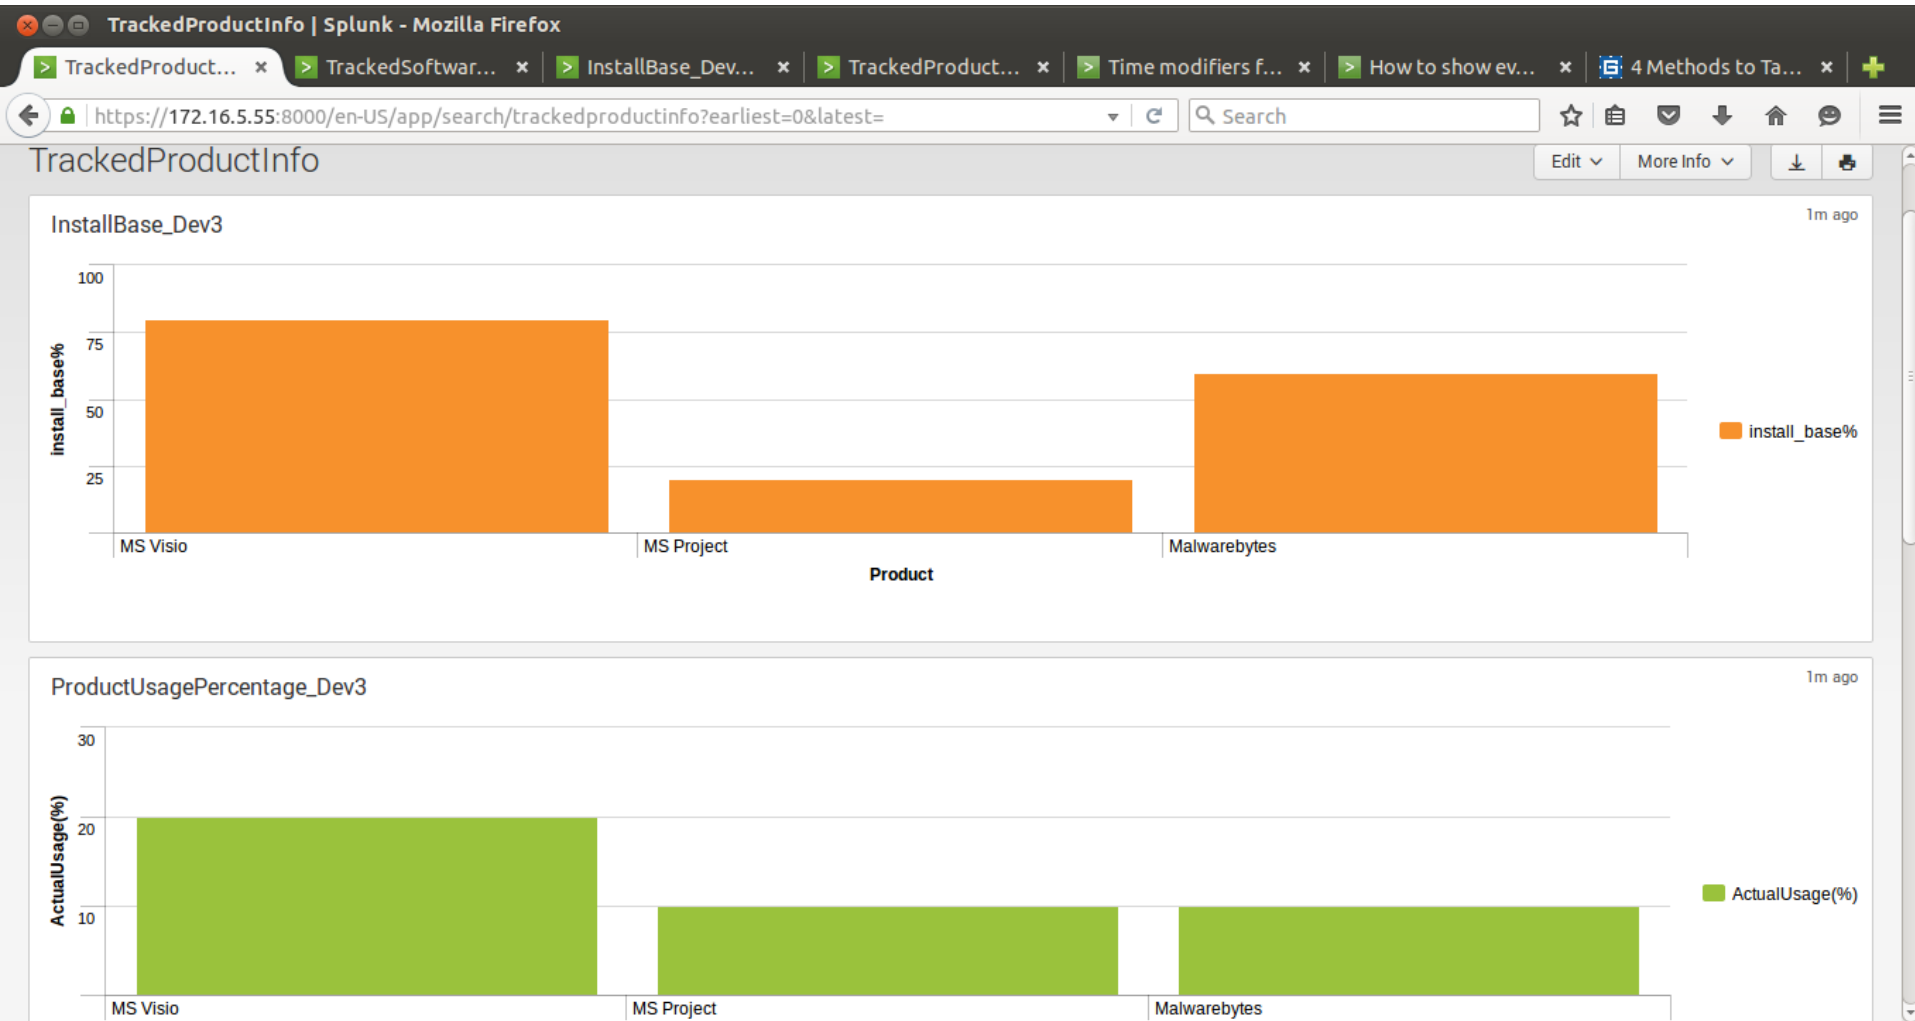 TrackedProductInfo | Splunk - Mozilla Firefox
TrackedProduct...
TrackedSoftwar...
InstallBase_Dev...
TrackedProduct...
Time modifiers f...
How to show ev...
4 Methods to Ta...
https://172.16.5.55:8000/en-US/app/search/trackedproductinfo?earliest=0&latest=
Search
TrackedProductInfo
Edit
More Info
InstallBase_Dev3
1m ago
100
75
50
25
install_base%
install_base%
MS Visio
MS Project
Malwarebytes
Product
ProductUsagePercentage_Dev3
1m ago
30
20
10
ActualUsage(%)
ActualUsage(%)
MS Visio
MS Project
Malwarebytes